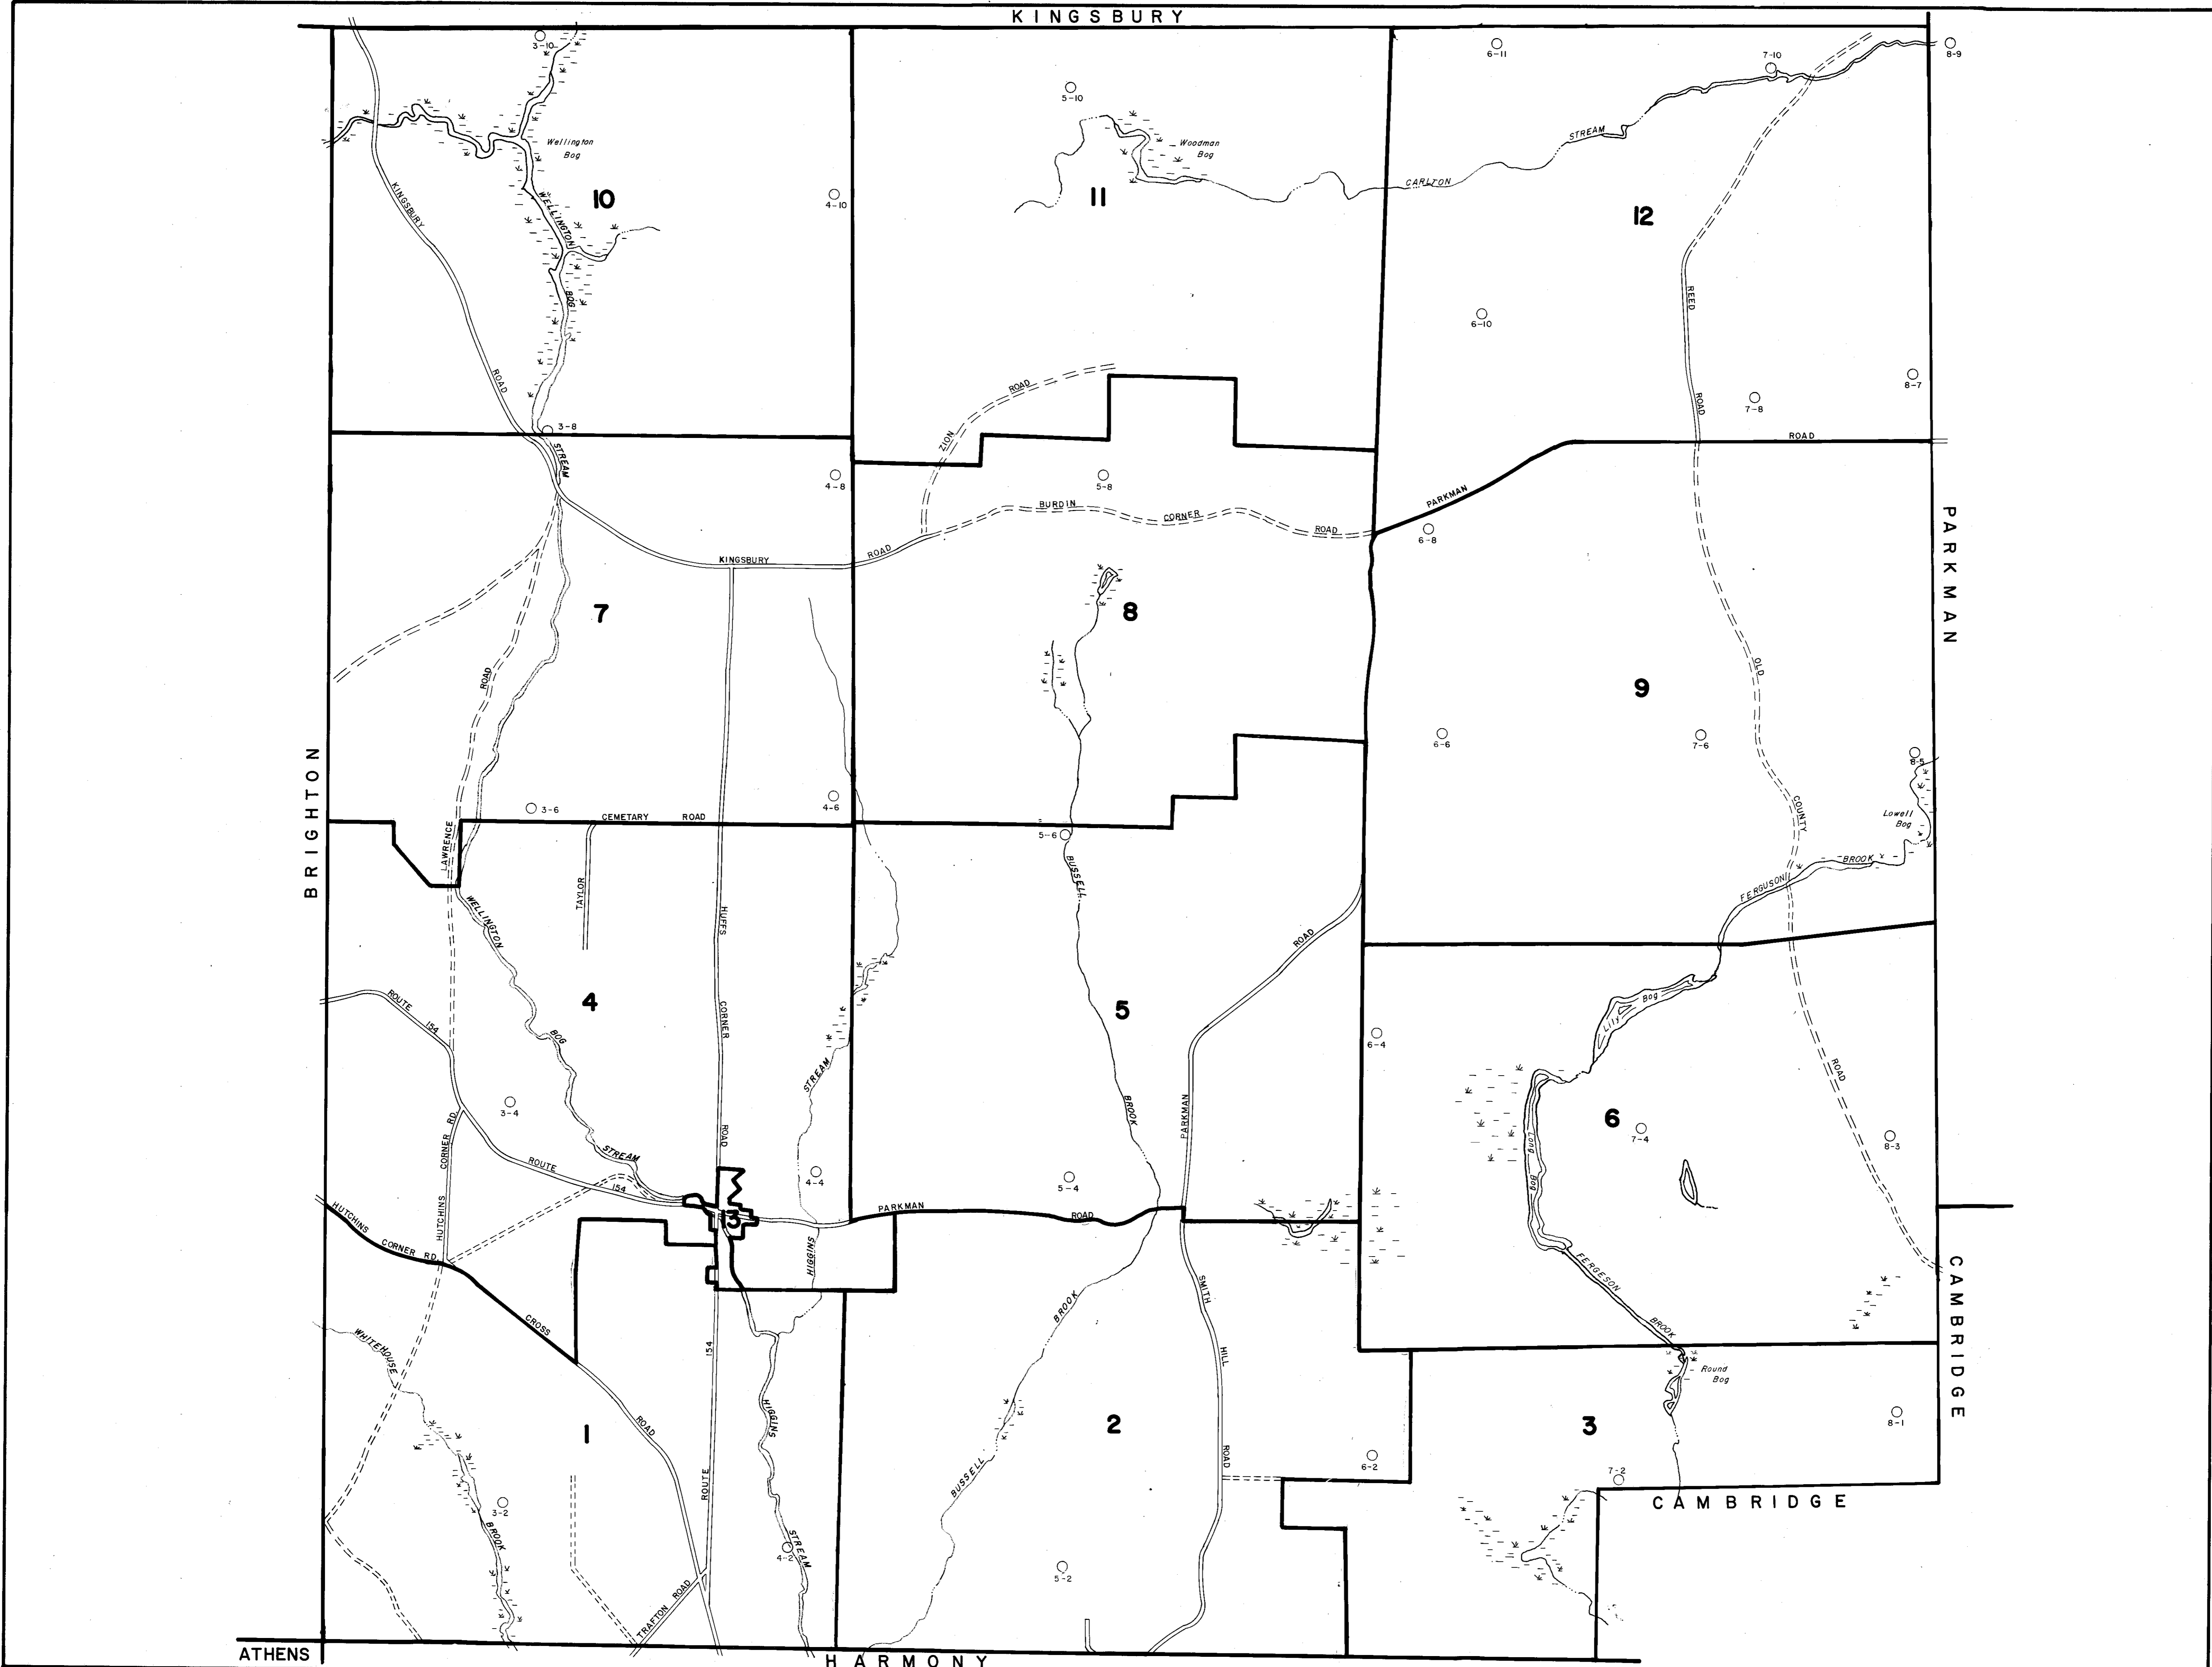 KINGSBURY
3-10
6-11
7-10
8-9
5-10
Wellington
Bog
Woodman
Bog
STREAM
CARLTON
KINGSBURY
WELLINGTON
10
4-10
11
12
BOG
REED
6-10
ROAD
ROAD
8-7
7-8
ROAD
3-8
ZION
ROAD
STREAM
4-8
5-8
PARKMAN
BURDIN
CORNER
ROAD
6-8
PARKMAN
KINGSBURY
ROAD
7
8
OLD
ROAD
9
6-6
7-6
8-5
BRIGHTON
3-6
4-6
COUNTY
Lowell
Bog
CEMETARY ROAD
5-6
LAWRENCE
BUSSELL
BROOK
FERGUSON
TAYLOR
WELLINGTON
HUFFS
ROAD
ROUTE
154
4
CORNER
5
Lily Bog
BOG
6-4
STREAM
ROAD
3-4
BROOK
PARKMAN
6
7-4
8-3
CORNER RD.
ROAD
Long
Bog
STREAM
ROUTE
154
4-4
5-4
HUTCHINS
HUTCHINS
13
PARKMAN
ROAD
CORNER RD.
HIGGINS
SMITH
FERGESON
BROOK
CAMBRIDGE
CROSS
BROOK
WHITEHOUSE
154
HILL
Round
Bog
ROAD
HIGGINS
1
2
3
8-1
ROAD
BUSSELL
6-2
7-2
ROUTE
CAMBRIDGE
3-2
BROOK
STREAM
4-2
5-2
TRAFTON ROAD
ATHENS
HARMONY